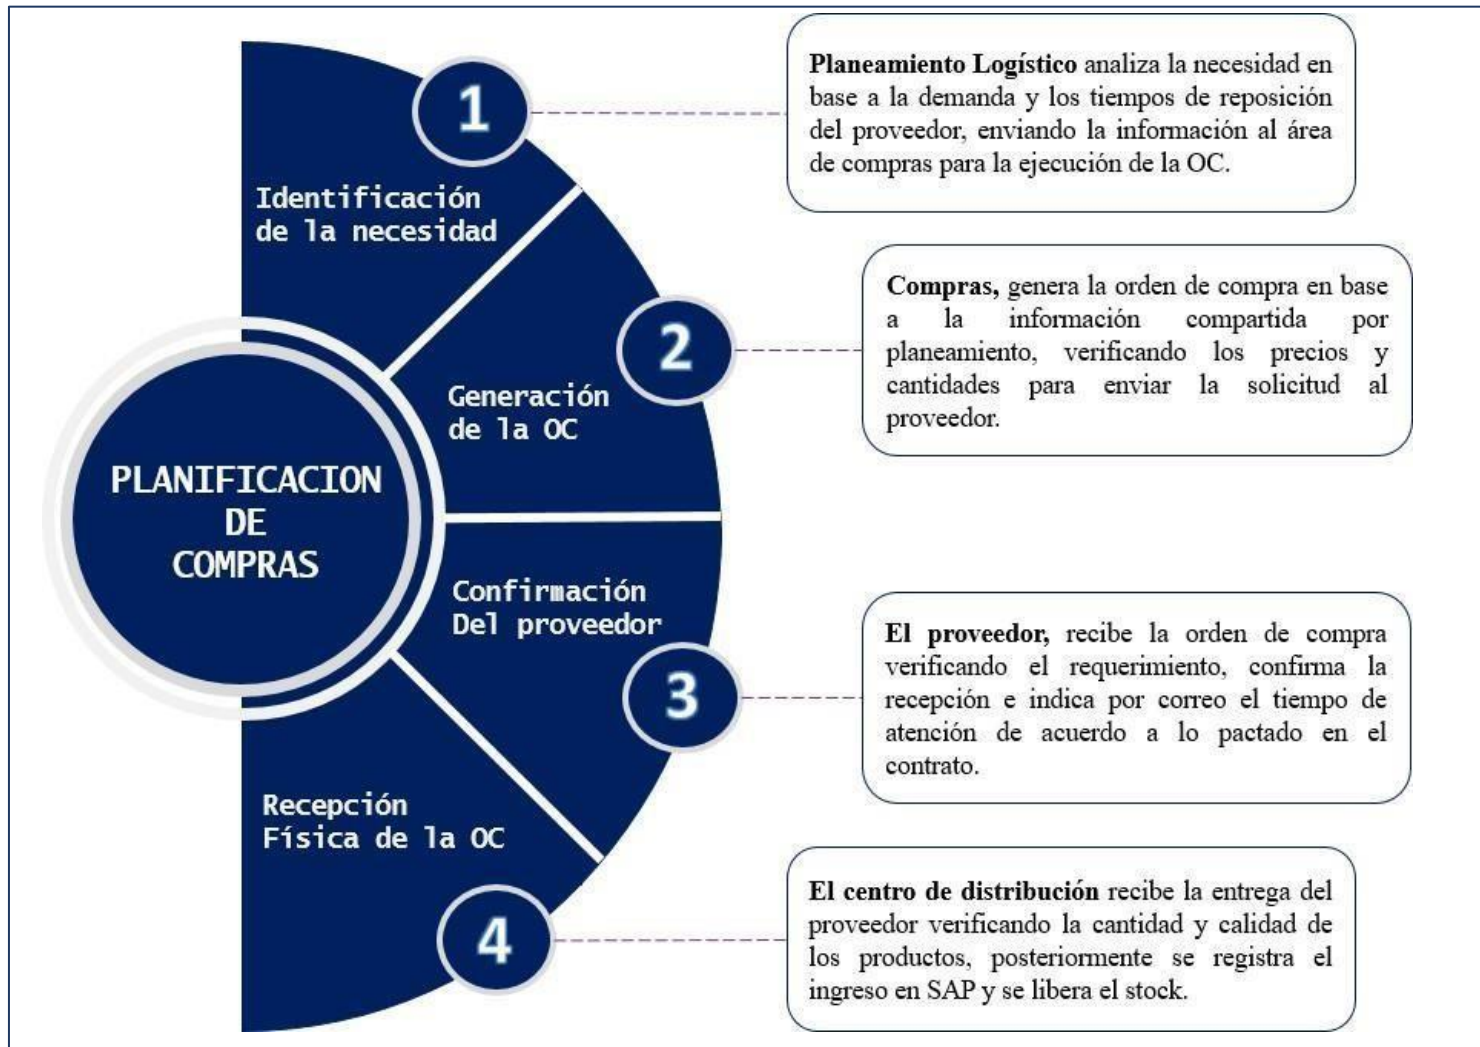 1
Identificación
de la necesidad
Planeamiento Logístico analiza la necesidad en
base a la demanda y los tiempos de reposición
del proveedor, enviando la información al área
de compras para la ejecución de la OC.
2
Generación
de la OC
Compras, genera la orden de compra en base
a la información compartida por
planeamiento, verificando los precios y
cantidades para enviar la solicitud al
proveedor.
PLANIFICACION
DE
COMPRAS
Confirmación
Del proveedor
3
El proveedor, recibe la orden de compra
verificando el requerimiento, confirma la
recepción e indica por correo el tiempo de
atención de acuerdo a lo pactado en el
contrato.
Recepción
Física de la OC
4
El centro de distribución recibe la entrega del
proveedor verificando la cantidad y calidad de
los productos, posteriormente se registra el
ingreso en SAP y se libera el stock.